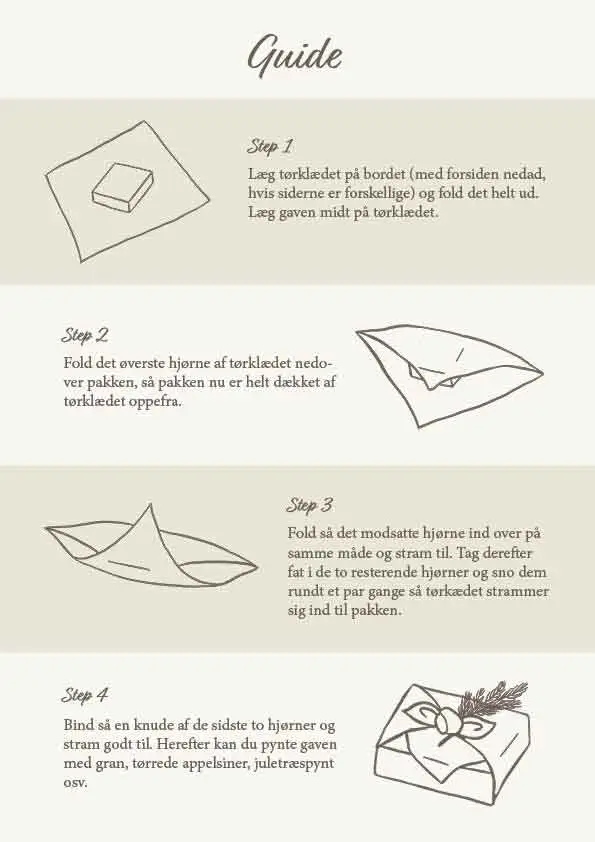 Guide
Step 1
Læg tørklædet på bordet (med forsiden nedad,
hvis siderne er forskellige) og fold det helt ud.
Læg gaven midt på tørklædet.
Step 2
Fold det øverste hjørne af tørklædet nedo-
ver pakken, så pakken nu er helt dækket af
tørklædet oppefra.
Step 3
Fold så det modsatte hjørne ind over på
samme måde og stram til. Tag derefter
fat i de to resterende hjørner og sno dem
rundt et par gange så tørkædet strammer
sig ind til pakken.
Step 4
Bind så en knude af de sidste to hjørner og
stram godt til. Herefter kan du pynte gaven
med gran, tørrede appelsiner, juletræspynt
osv.